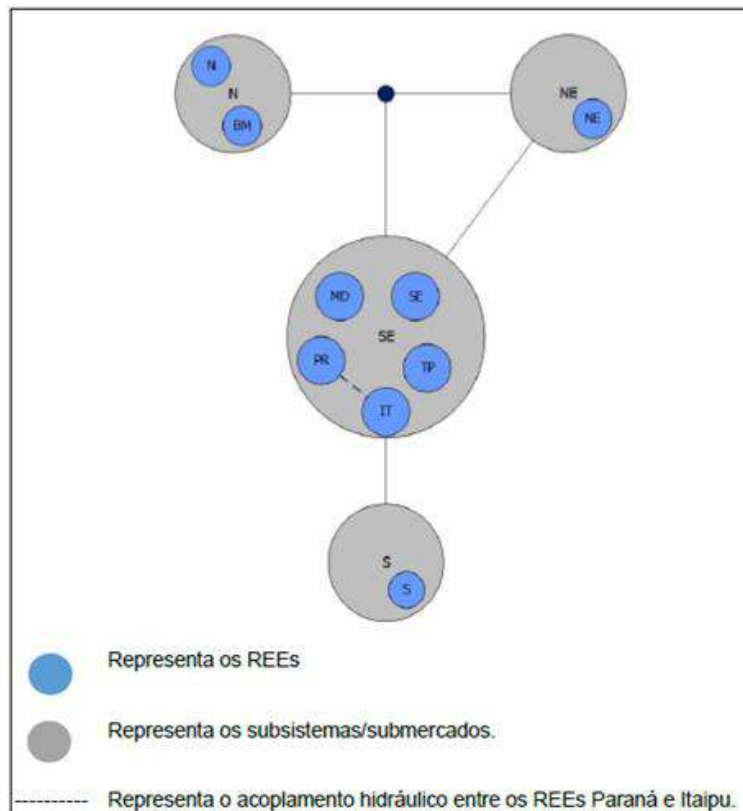 N
N
BM
NE
NE
MD
SE
SE
PR
TP
IT
S
S
Representa os REEs
Representa os subsistemas/submercados.
---------- Representa o acoplamento hidráulico entre os REEs Paraná e Itaipu.